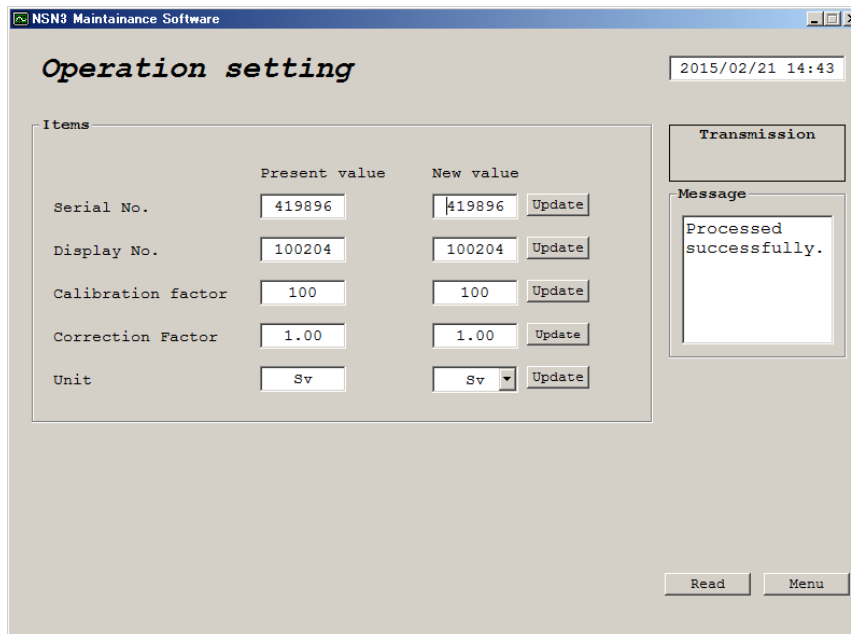 NSN3 Maintainance Software
Operation setting
2015/02/21 14:43
Items
Transmission
Present value New value
Message
Serial No. 419896 419896 Update
Processed
successfully.
Display No. 100204 100204 Update
Calibration factor 100 100 Update
Correction Factor 1.00 1.00 Update
Unit Sv Sv Update
Read Menu